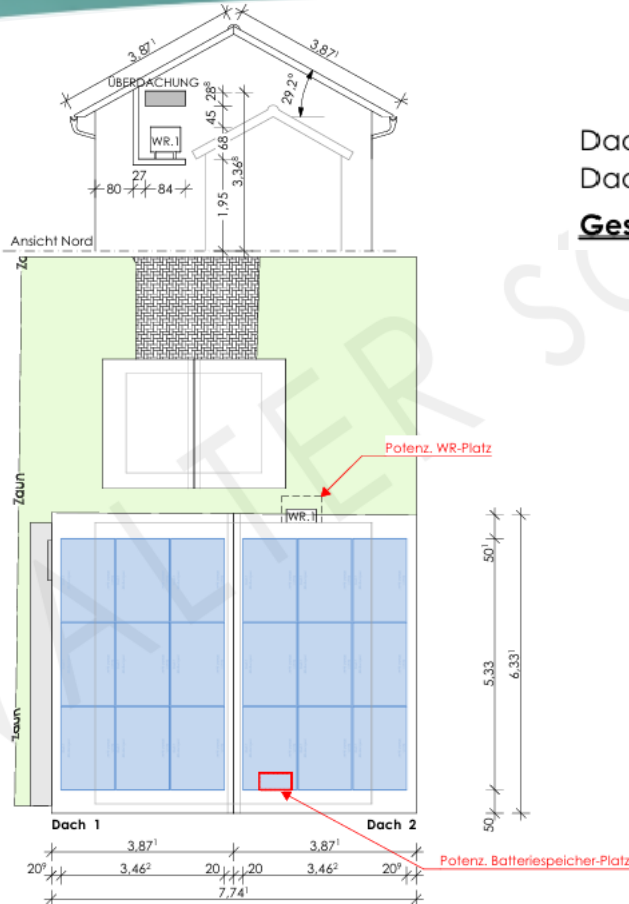 3,87¹
3,87¹
ÜBERDACHUNG
28⁸
29.2°
45
WR.1
68
3,36⁸
27
80
84
1,95
Dac
Dac
Ges
Ansicht Nord
Potenz. WR-Platz
Zaun
WR.1
50¹
5,33
6,33¹
Zaun
50
Dach 1
Dach 2
3,87¹
3,87¹
20⁹
3,46²
20
20
3,46²
20⁹
Potenz. Batteriespeicher-Platz
7,74¹